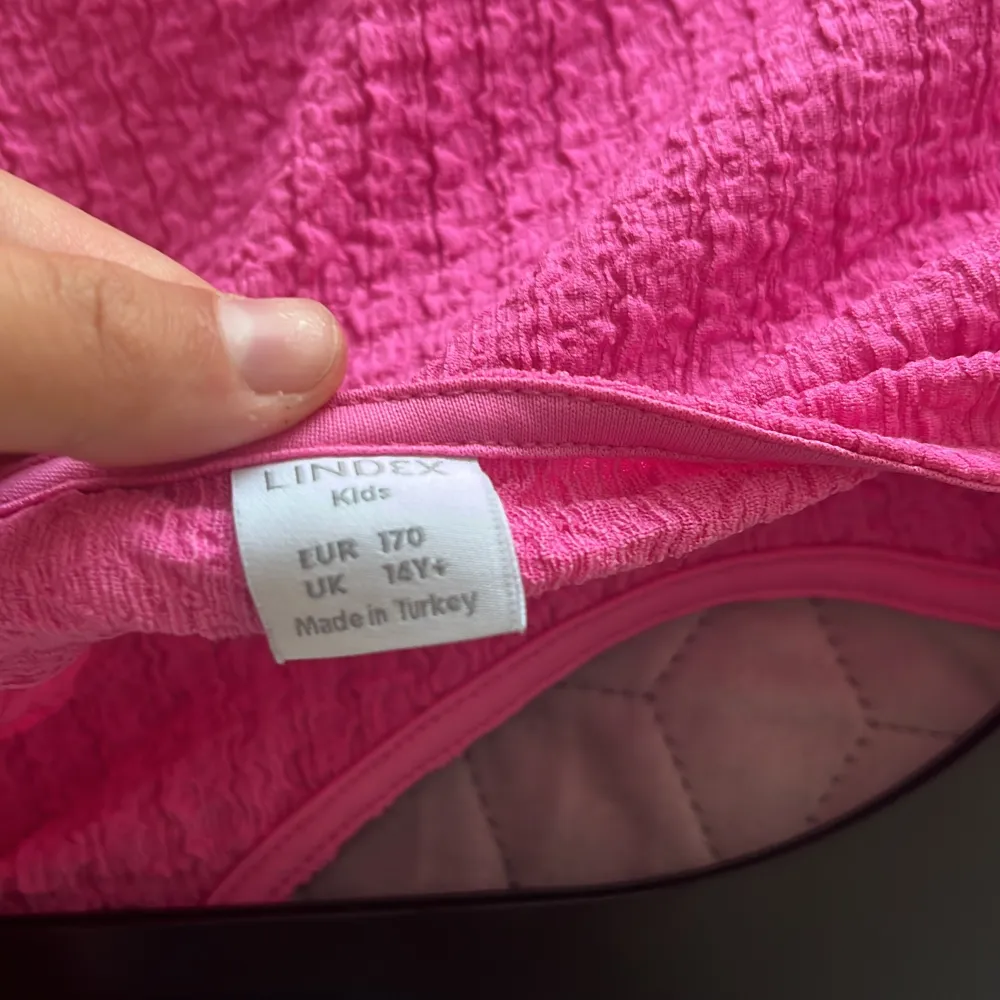 LINDEX
Kids
EUR 170
UK 14Y+
Made in Turkey